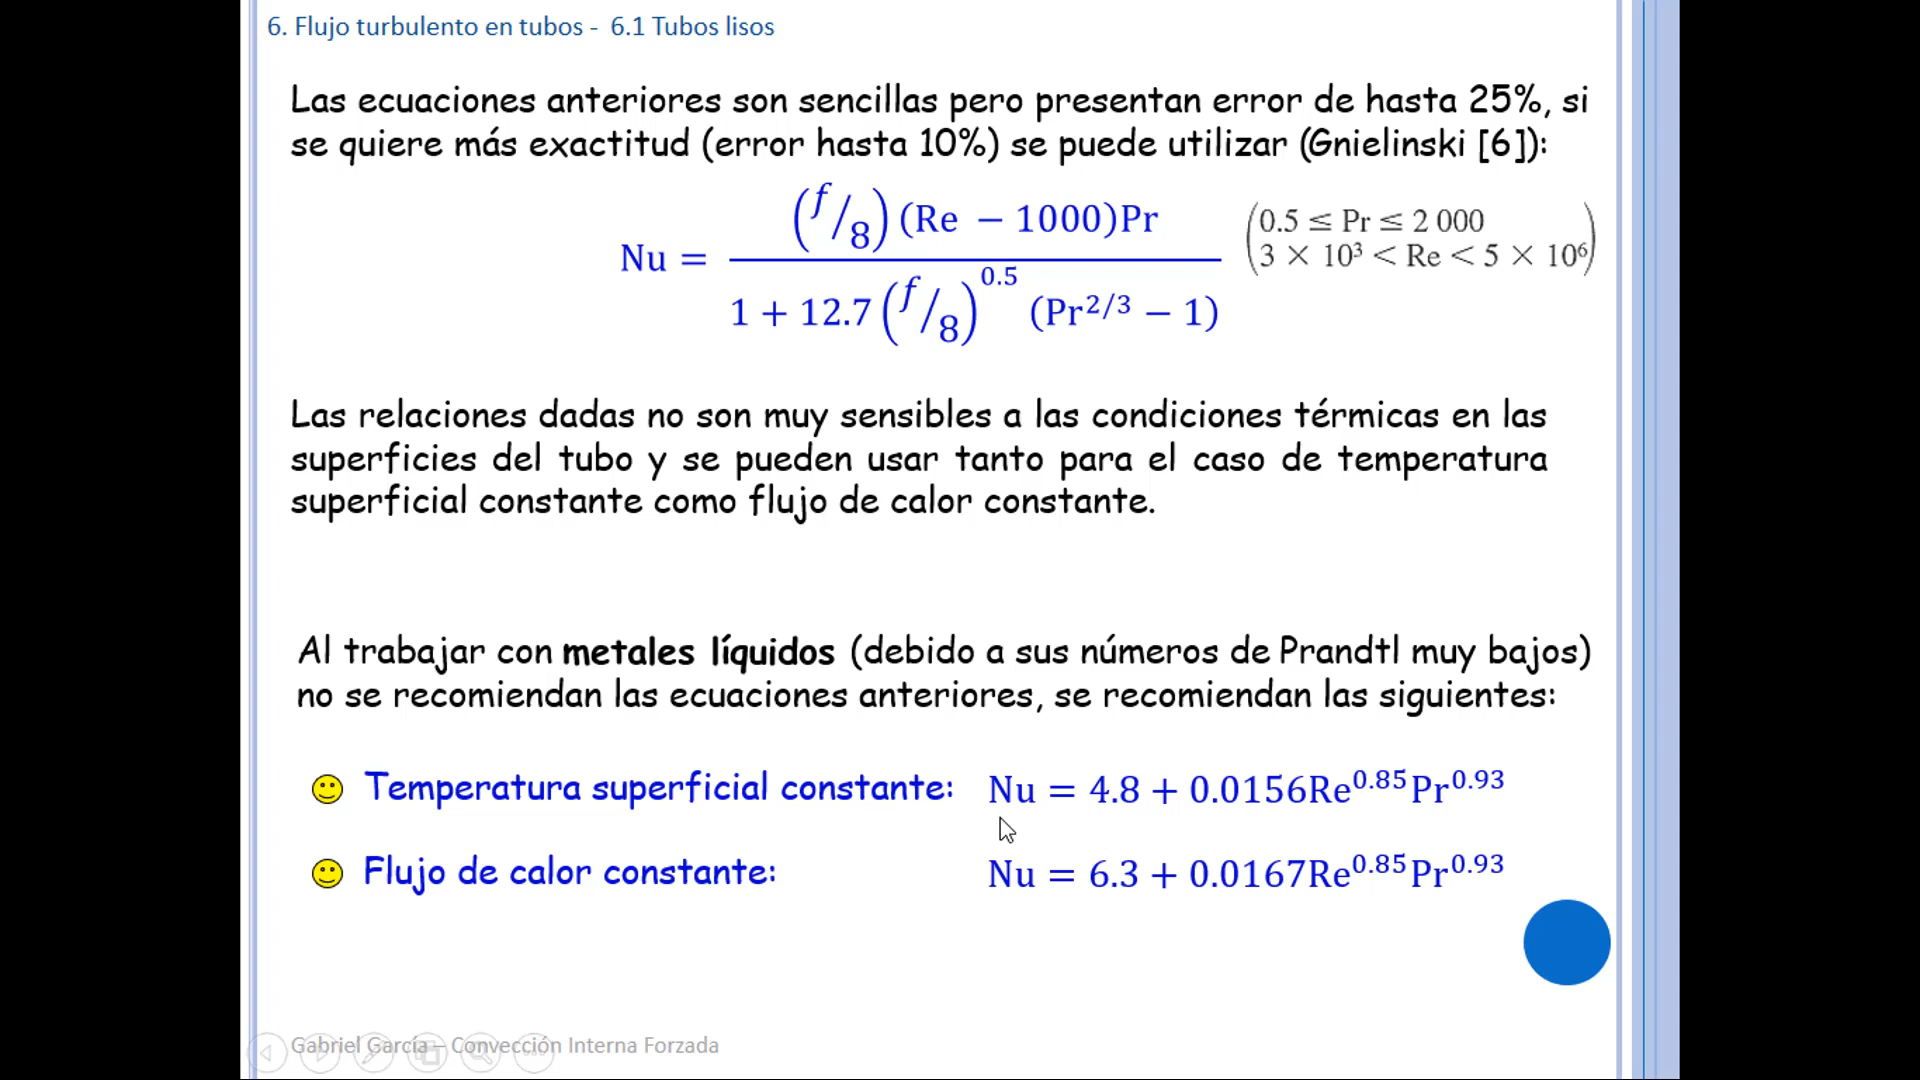 6. Flujo turbulento en tubos - 6.1 Tubos lisos
Las ecuaciones anteriores son sencillas pero presentan error de hasta 25%, si
se quiere más exactitud (error hasta 10%) se puede utilizar (Gnielinski [6]):
Nu = (f/8)(Re − 1000)Pr / 1 + 12.7(f/8)^0.5 (Pr^2/3 − 1)
(0.5 ≤ Pr ≤ 2 000
3 × 10³ < Re < 5 × 10⁶)
Las relaciones dadas no son muy sensibles a las condiciones térmicas en las
superficies del tubo y se pueden usar tanto para el caso de temperatura
superficial constante como flujo de calor constante.
Al trabajar con metales líquidos (debido a sus números de Prandtl muy bajos)
no se recomiendan las ecuaciones anteriores, se recomiendan las siguientes:
Temperatura superficial constante: Nu = 4.8 + 0.0156Re^0.85Pr^0.93
Flujo de calor constante: Nu = 6.3 + 0.0167Re^0.85Pr^0.93
Gabriel García – Convección Interna Forzada